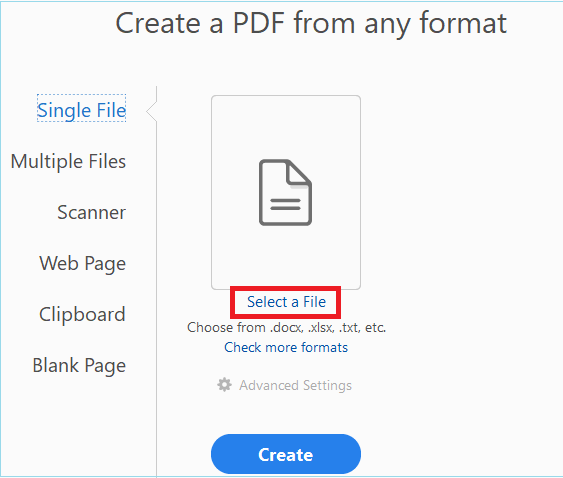 Create a PDF from any format
Single File
Multiple Files
Scanner
Web Page
Clipboard
Blank Page
Select a File
Choose from .docx, .xlsx, .txt, etc.
Check more formats
Advanced Settings
Create